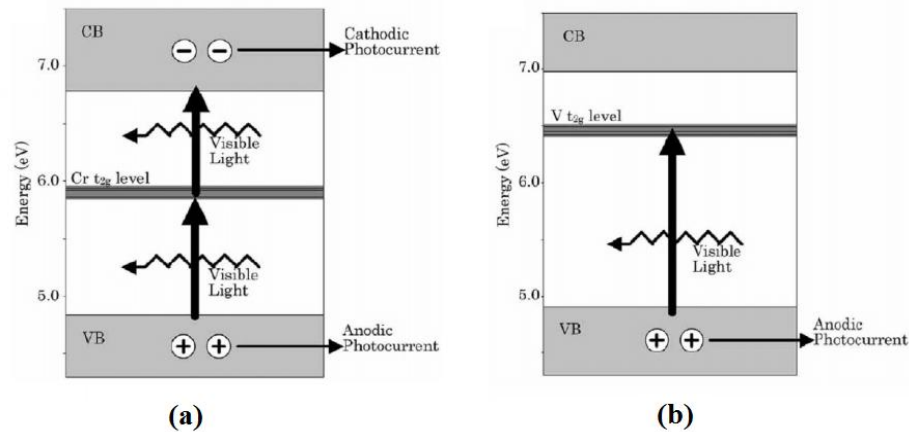 CB
Cathodic
Photocurrent
7.0
Visible
Light
Cr t2g level
6.0
Energy (eV)
Visible
Light
5.0
VB
Anodic
Photocurrent
(a)
CB
7.0
V t2g level
6.0
Energy (eV)
Visible
Light
5.0
VB
Anodic
Photocurrent
(b)